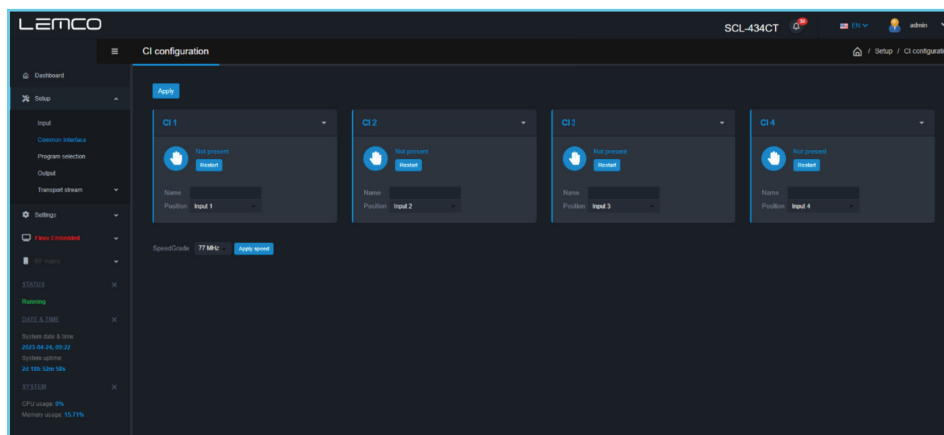 LEMCO
SCL-434CT
EN
admin
CI configuration
/ Setup / CI configurati
Dashboard
Setup
Input
Common Interface
Program selection
Output
Transport stream
Settings
STATUS
Running
DATE & TIME
System date & time:
2023-04-24, 09:22
System uptime:
2d 18h 52m 58s
SYSTEM
CPU usage: 0%
Memory usage: 15.71%
Apply
CI 1
Not present
Restart
Name
Position Input 1
CI 2
Not present
Restart
Name
Position Input 2
CI 3
Not present
Restart
Name
Position Input 3
CI 4
Not present
Restart
Name
Position Input 4
SpeedGrade 77 MHz Apply speed